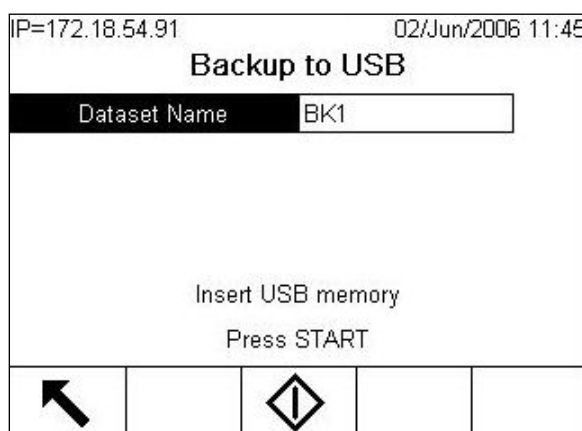 IP=172.18.54.91 02/Jun/2006 11:45
Backup to USB
Dataset Name BK1
Insert USB memory
Press START